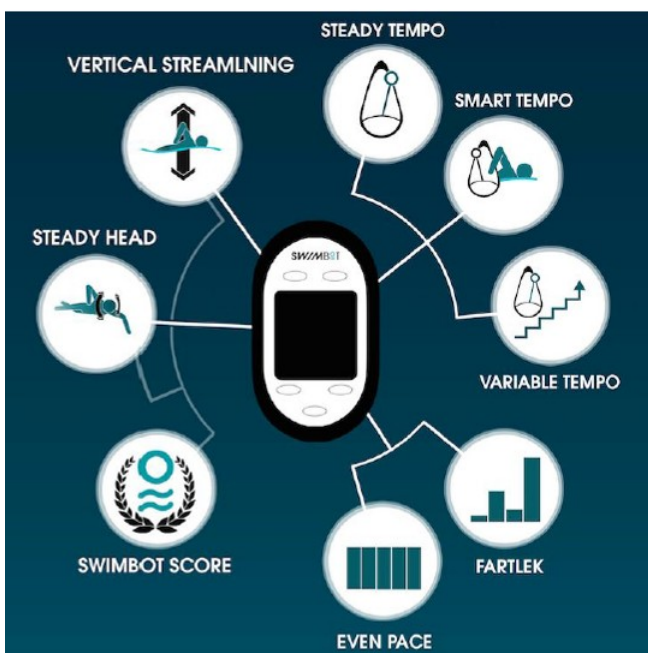 STEADY TEMPO
VERTICAL STREAMLNING
SMART TEMPO
STEADY HEAD
SWIMBOT
VARIABLE TEMPO
SWIMBOT SCORE
FARTLEK
EVEN PACE